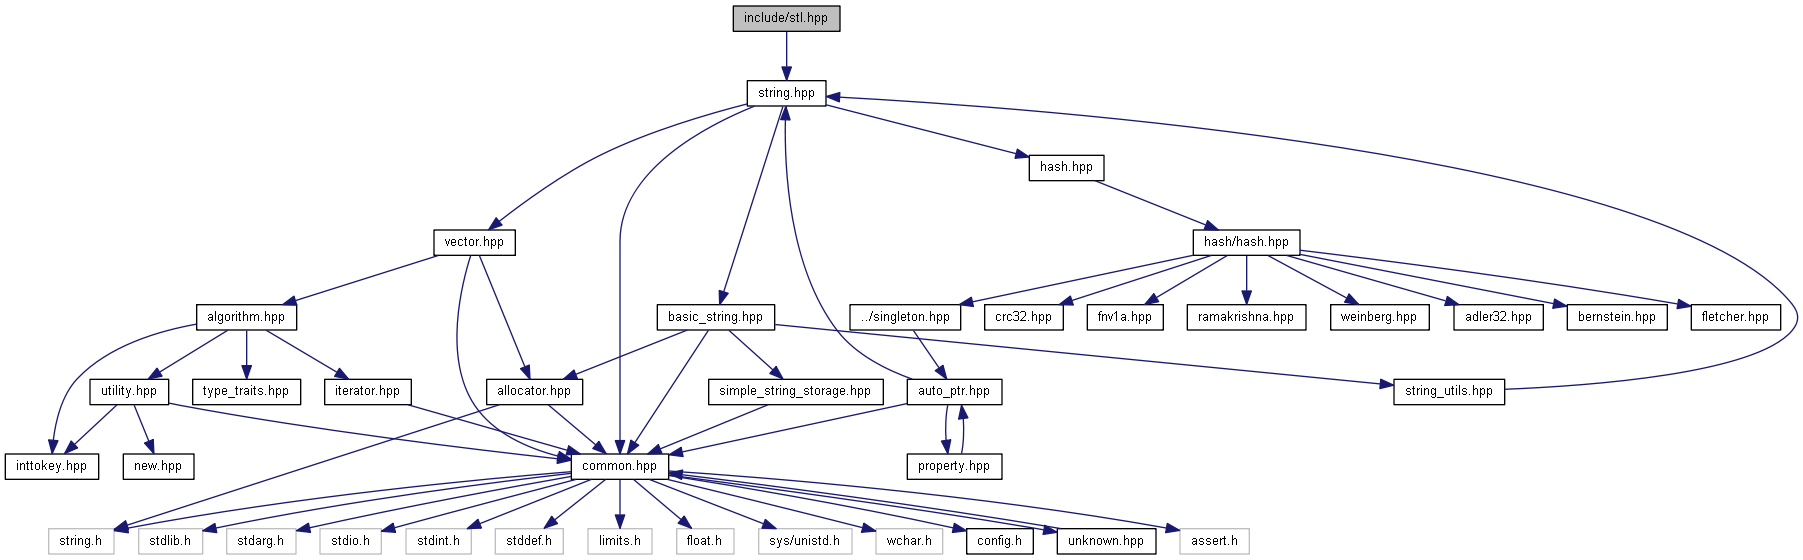 include/stl.hpp
string.hpp
hash.hpp
vector.hpp
hash/hash.hpp
algorithm.hpp
basic_string.hpp
../singleton.hpp
crc32.hpp
fnv1a.hpp
ramakrishna.hpp
weinberg.hpp
adler32.hpp
bernstein.hpp
fletcher.hpp
utility.hpp
type_traits.hpp
iterator.hpp
allocator.hpp
simple_string_storage.hpp
auto_ptr.hpp
string_utils.hpp
inttokey.hpp
new.hpp
common.hpp
property.hpp
string.h
stdlib.h
stdarg.h
stdio.h
stdint.h
stddef.h
limits.h
float.h
sys/unistd.h
wchar.h
config.h
unknown.hpp
assert.h